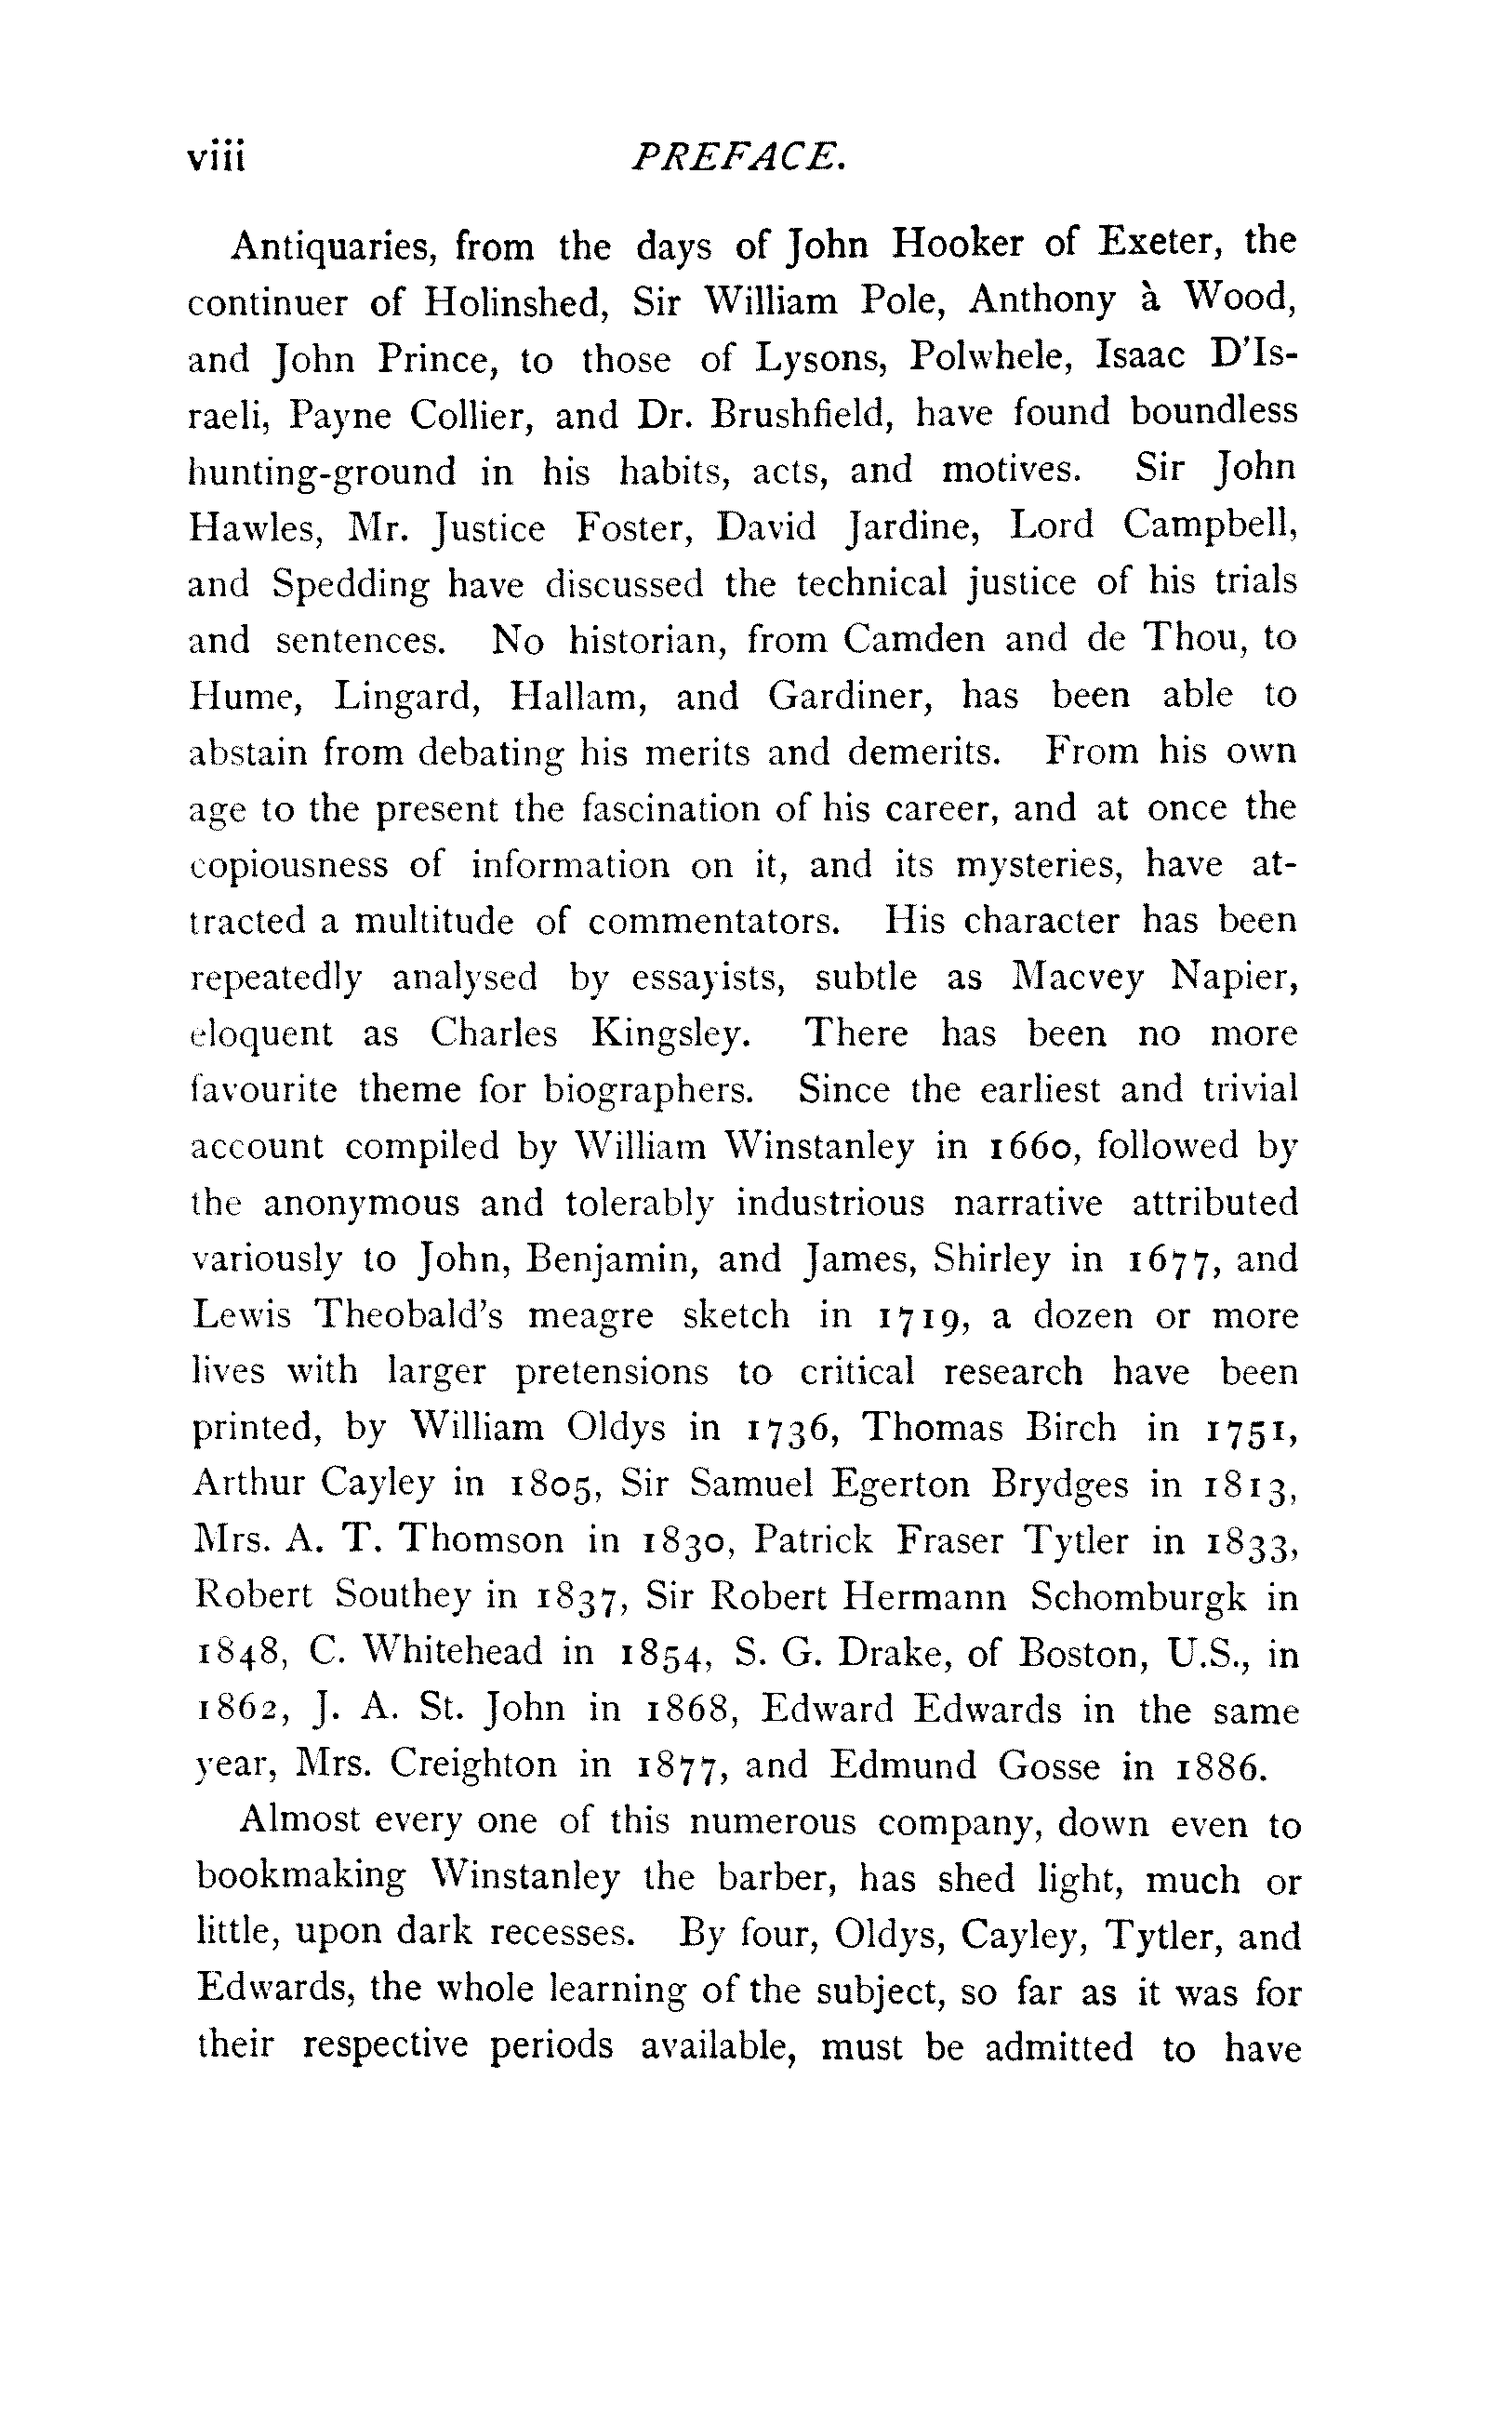 viii PREFACE.
Antiquaries, from the days of John Hooker of Exeter, the
continuer of Holinshed, Sir William Pole, Anthony à Wood,
and John Prince, to those of Lysons, Polwhele, Isaac D'Is-
raeli, Payne Collier, and Dr. Brushfield, have found boundless
hunting-ground in his habits, acts, and motives. Sir John
Hawles, Mr. Justice Foster, David Jardine, Lord Campbell,
and Spedding have discussed the technical justice of his trials
and sentences. No historian, from Camden and de Thou, to
Hume, Lingard, Hallam, and Gardiner, has been able to
abstain from debating his merits and demerits. From his own
age to the present the fascination of his career, and at once the
copiousness of information on it, and its mysteries, have at-
tracted a multitude of commentators. His character has been
repeatedly analysed by essayists, subtle as Macvey Napier,
eloquent as Charles Kingsley. There has been no more
favourite theme for biographers. Since the earliest and trivial
account compiled by William Winstanley in 1660, followed by
the anonymous and tolerably industrious narrative attributed
variously to John, Benjamin, and James, Shirley in 1677, and
Lewis Theobald's meagre sketch in 1719, a dozen or more
lives with larger pretensions to critical research have been
printed, by William Oldys in 1736, Thomas Birch in 1751,
Arthur Cayley in 1805, Sir Samuel Egerton Brydges in 1813,
Mrs. A. T. Thomson in 1830, Patrick Fraser Tytler in 1833,
Robert Southey in 1837, Sir Robert Hermann Schomburgk in
1848, C. Whitehead in 1854, S. G. Drake, of Boston, U.S., in
1862, J. A. St. John in 1868, Edward Edwards in the same
year, Mrs. Creighton in 1877, and Edmund Gosse in 1886.
Almost every one of this numerous company, down even to
bookmaking Winstanley the barber, has shed light, much or
little, upon dark recesses. By four, Oldys, Cayley, Tytler, and
Edwards, the whole learning of the subject, so far as it was for
their respective periods available, must be admitted to have